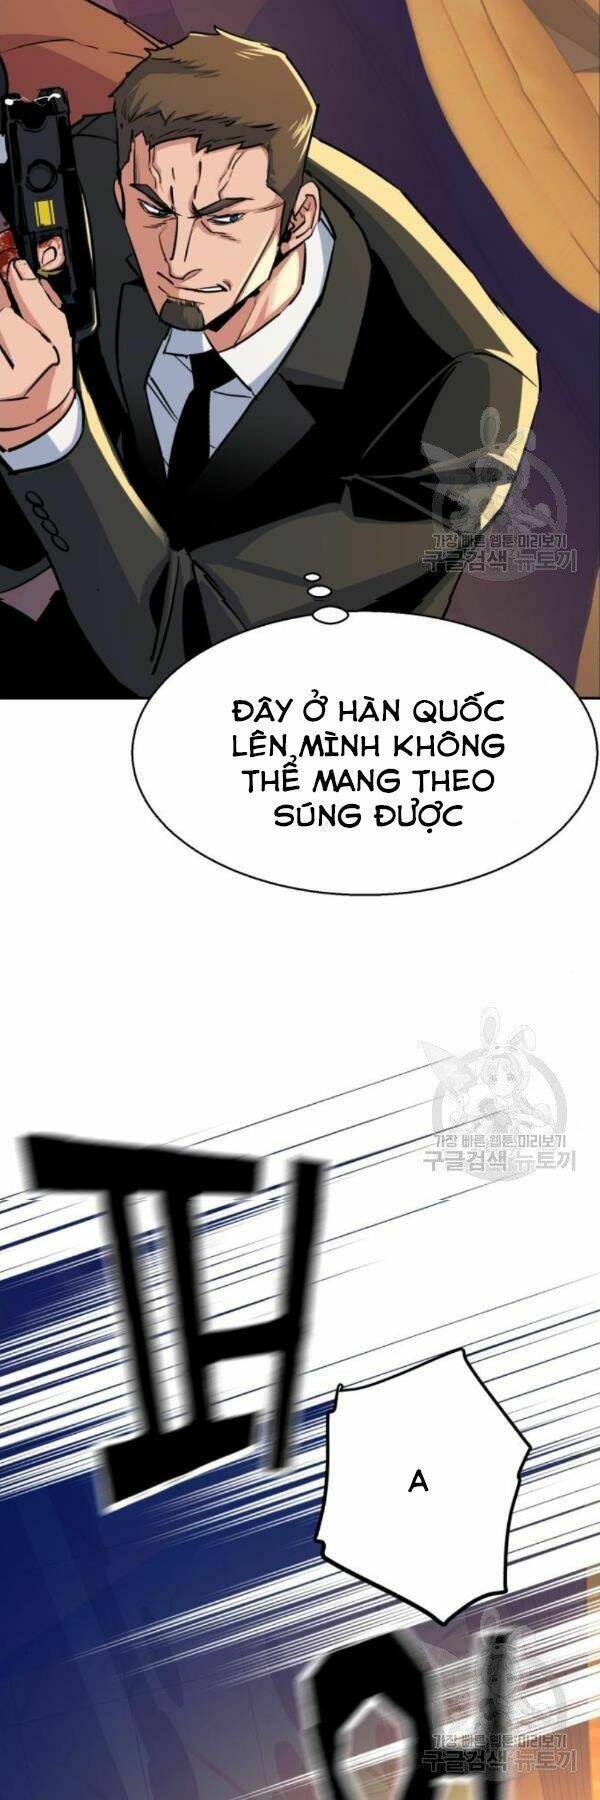 가장 빠른 웹툰 미리보기
구글검색 뉴토끼
ĐÂY Ở HÀN QUỐC
LÊN MÌNH KHÔNG
THỂ MANG THEO
SÚNG ĐƯỢC
가장 빠른 웹툰 미리보기
구글검색 뉴토끼
퍼
A
가장 빠른 웹툰 미리보기
구글검색 뉴토끼